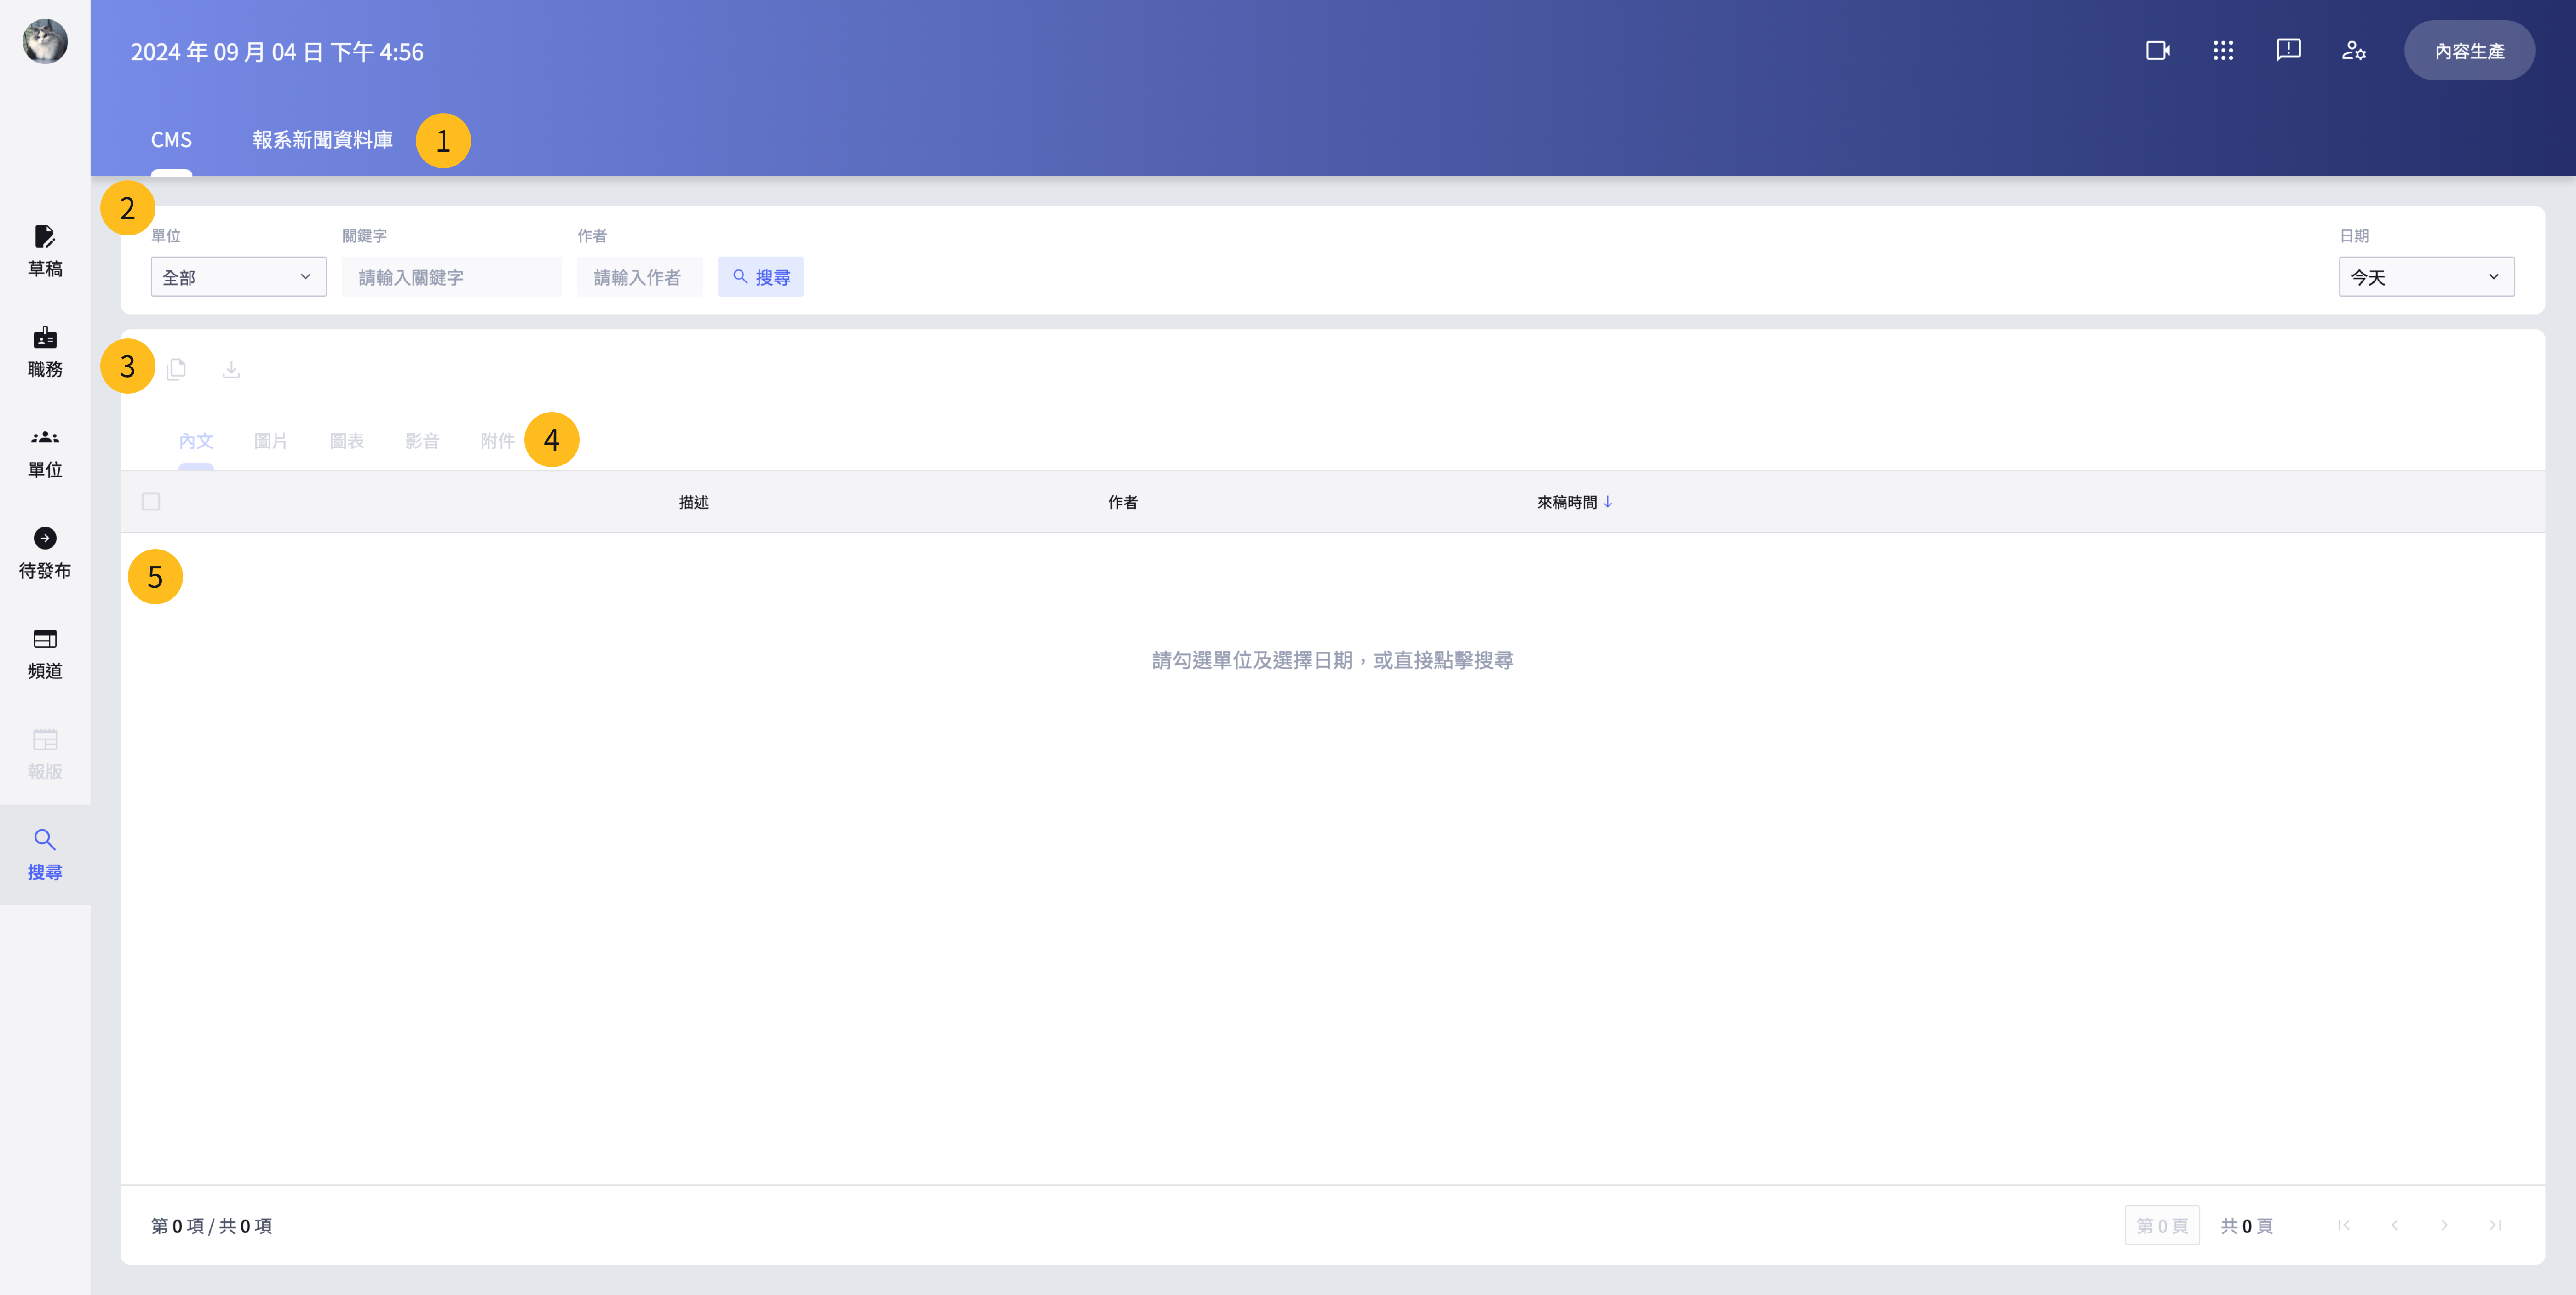 2024 年 09 月 04 日 下午 4:56
內容生產
CMS 報系新聞資料庫 1
2
草稿
職務
單位
待發布
頻道
報版
搜尋
單位 關鍵字 作者 日期
全部 請輸入關鍵字 請輸入作者 搜尋 今天
3
內文 圖片 圖表 影音 附件 4
描述 作者 來稿時間
5
請勾選單位及選擇日期，或直接點擊搜尋
第 0 項 / 共 0 項 第 0 頁 共 0 頁